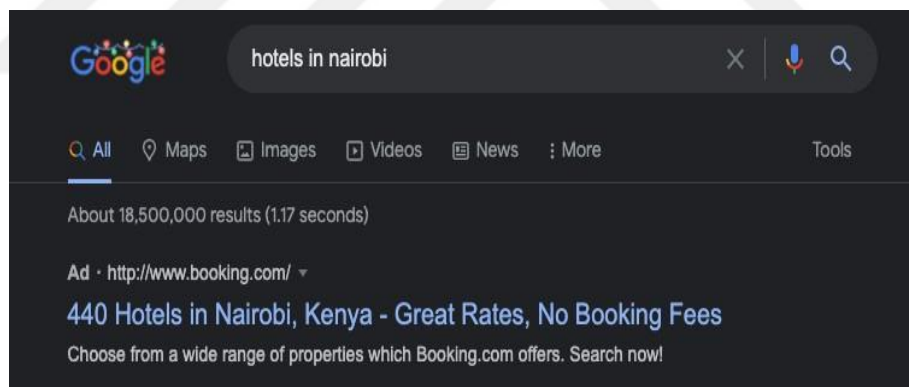 Google hotels in nairobi
All Maps Images Videos News More Tools
About 18,500,000 results (1.17 seconds)
Ad · http://www.booking.com/
440 Hotels in Nairobi, Kenya - Great Rates, No Booking Fees
Choose from a wide range of properties which Booking.com offers. Search now!